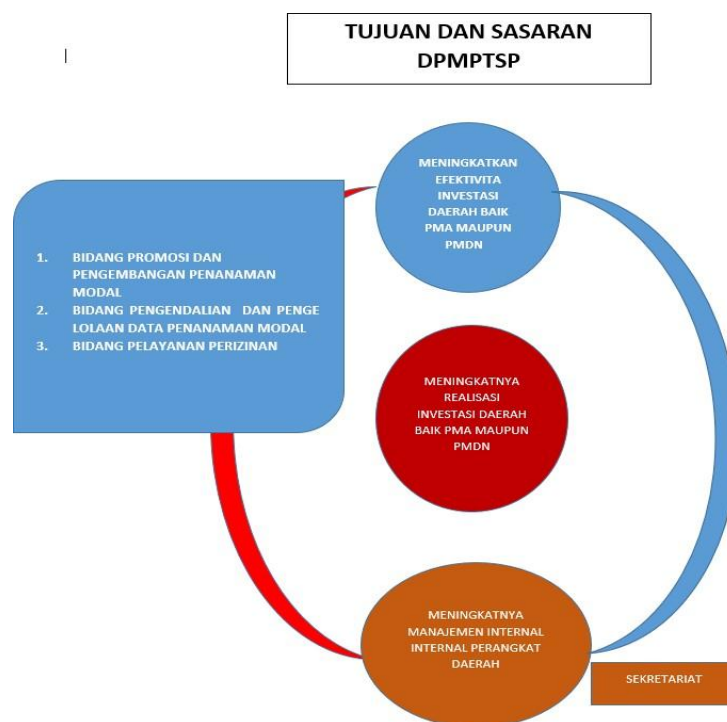 TUJUAN DAN SASARAN
DPMPTSP
1. BIDANG PROMOSI DAN
PENGEMBANGAN PENANAMAN
MODAL
2. BIDANG PENGENDALIAN DAN PENGE
LOLAAN DATA PENANAMAN MODAL
3. BIDANG PELAYANAN PERIZINAN
MENINGKATKAN
EFEKTIVITA
INVESTASI
DAERAH BAIK
PMA MAUPUN
PMDN
MENINGKATNYA
REALISASI
INVESTASI DAERAH
BAIK PMA MAUPUN
PMDN
MENINGKATNYA
MANAJEMEN INTERNAL
INTERNAL PERANGKAT
DAERAH
SEKRETARIAT